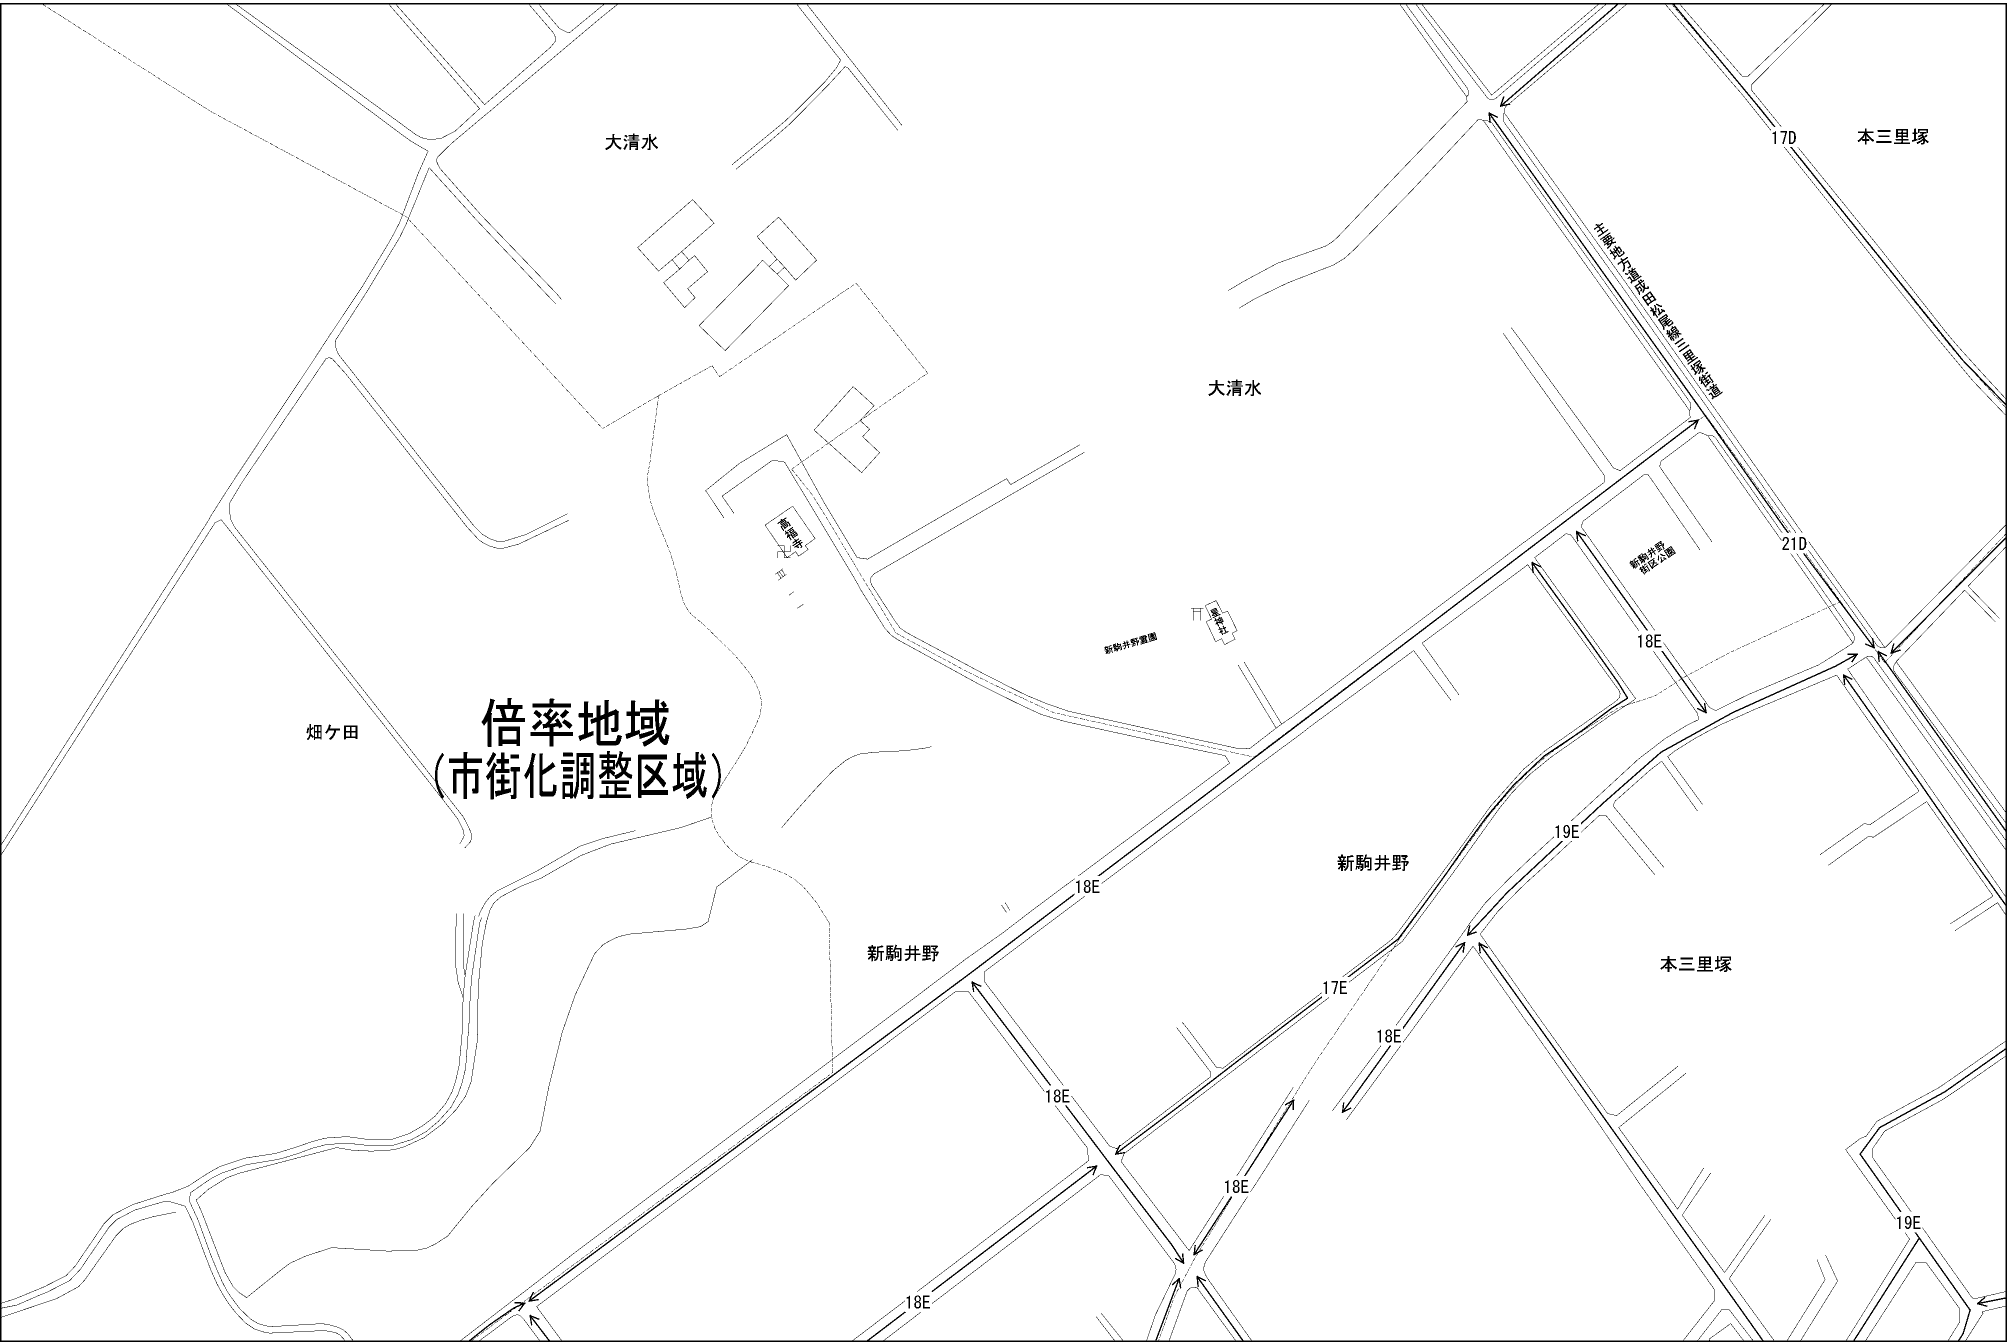 大清水
17D
本三里塚
主要地方道成田松尾線三里塚街道
大清水
高福寺
21D
新駒井野
街区公園
星神社
新駒井野霊園
18E
畑ケ田
倍率地域
(市街化調整区域)
19E
新駒井野
18E
新駒井野
本三里塚
17E
18E
18E
18E
19E
18E